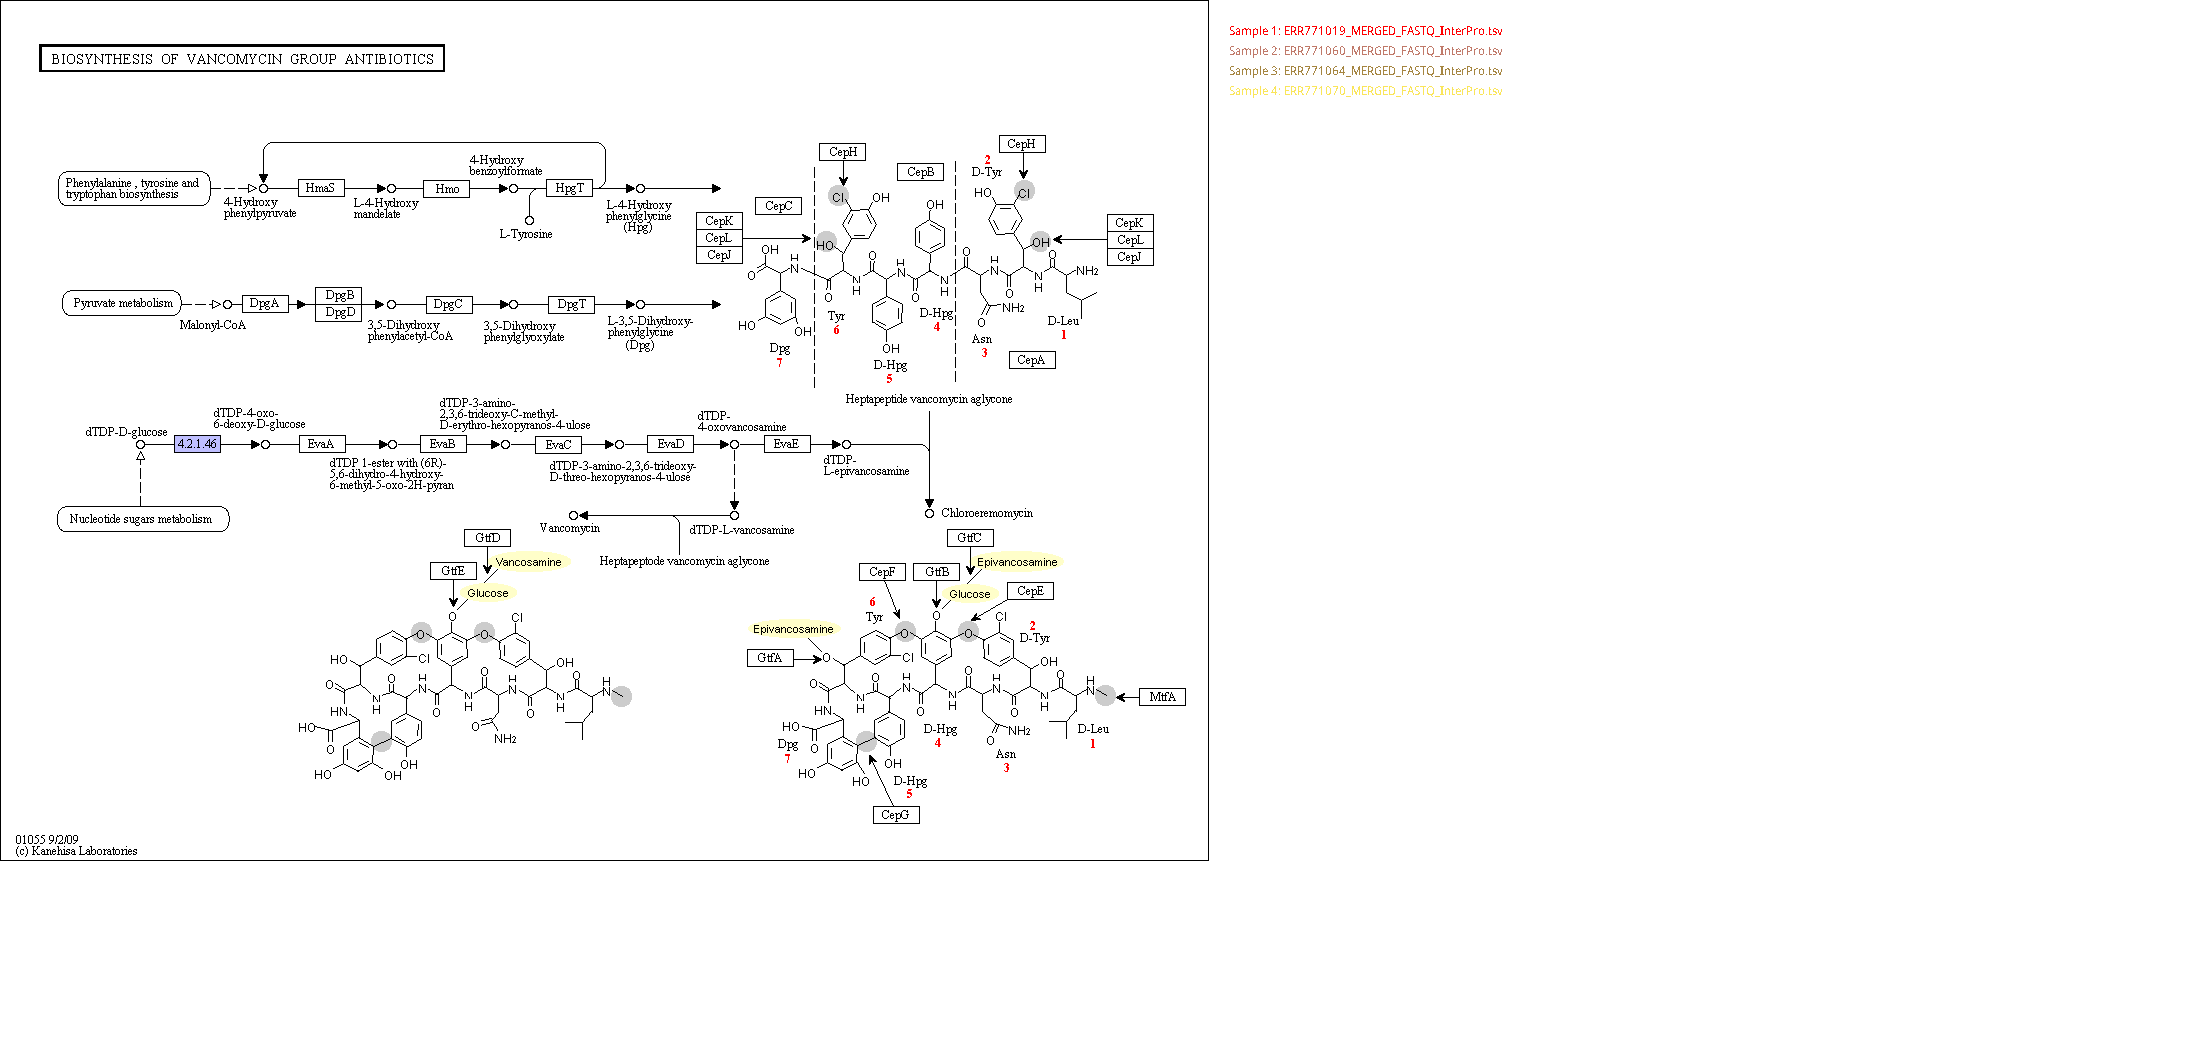 BIOSYNTHESIS OF VANCOMYCIN GROUP ANTIBIOTICS
Sample 1: ERR771019_MERGED_FASTQ_InterPro.tsv
Sample 2: ERR771060_MERGED_FASTQ_InterPro.tsv
Sample 3: ERR771064_MERGED_FASTQ_InterPro.tsv
Sample 4: ERR771070_MERGED_FASTQ_InterPro.tsv
Phenylalanine , tyrosine and
tryptophan biosynthesis
4-Hydroxy
phenylpyruvate
HmaS
L-4-Hydroxy
mandelate
Hmo
4-Hydroxy
benzoylformate
HpgT
L-Tyrosine
L-4-Hydroxy
phenylglycine
(Hpg)
Pyruvate metabolism
Malonyl-CoA
DpgA
DpgB
DpgD
3,5-Dihydroxy
phenylacetyl-CoA
DpgC
3,5-Dihydroxy
phenylglyoxylate
DpgT
L-3,5-Dihydroxy-
phenylglycine
(Dpg)
CepK
CepL
CepJ
CepC
CepH
CepB
CepH
2
D-Tyr
CepK
CepL
CepJ
Cl
OH
HO
OH
OH
O
H
N
HO
OH
O
N
H
O
H
N
OH
O
N
H
O
H
N
O
NH2
O
N
H
O
NH2
HO
Cl
OH
Dpg
7
Tyr
6
D-Hpg
5
D-Hpg
4
Asn
3
D-Leu
1
CepA
Heptapeptide vancomycin aglycone
dTDP-D-glucose
4.2.1.46
dTDP-4-oxo-
6-deoxy-D-glucose
EvaA
dTDP 1-ester with (6R)-
5,6-dihydro-4-hydroxy-
6-methyl-5-oxo-2H-pyran
EvaB
dTDP-3-amino-
2,3,6-trideoxy-C-methyl-
D-erythro-hexopyranos-4-ulose
EvaC
dTDP-3-amino-2,3,6-trideoxy-
D-threo-hexopyranos-4-ulose
EvaD
dTDP-
4-oxovancosamine
EvaE
dTDP-
L-epivancosamine
Nucleotide sugars metabolism
Vancomycin
dTDP-L-vancosamine
Heptapeptode vancomycin aglycone
Chloroeremomycin
GtfD
Vancosamine
GtfE
Glucose
O
O
O
Cl
Cl
HO
OH
O
N
H
O
H
N
O
N
H
O
H
N
O
N
H
O
H
N
HN
HO
O
O
NH2
HO
OH
OH
GtfC
Epivancosamine
CepF
GtfB
Glucose
CepE
6
Tyr
2
D-Tyr
Epivancosamine
GtfA
O
O
O
O
Cl
Cl
OH
O
N
H
O
H
N
O
N
H
O
H
N
O
N
H
O
H
N
MtfA
HN
HO
O
O
NH2
HO
HO
OH
Dpg
7
D-Hpg
4
D-Leu
1
Asn
3
D-Hpg
5
CepG
01055 9/2/09
(c) Kanehisa Laboratories